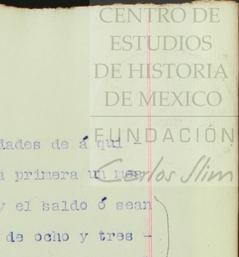 CENTRO DE
ESTUDIOS
DE HISTORIA
DE MEXICO
FUNDACIÓN
Carlos Slim
dades de á qui -
primera un mes
y el saldo ó sean
de ocho y tres -